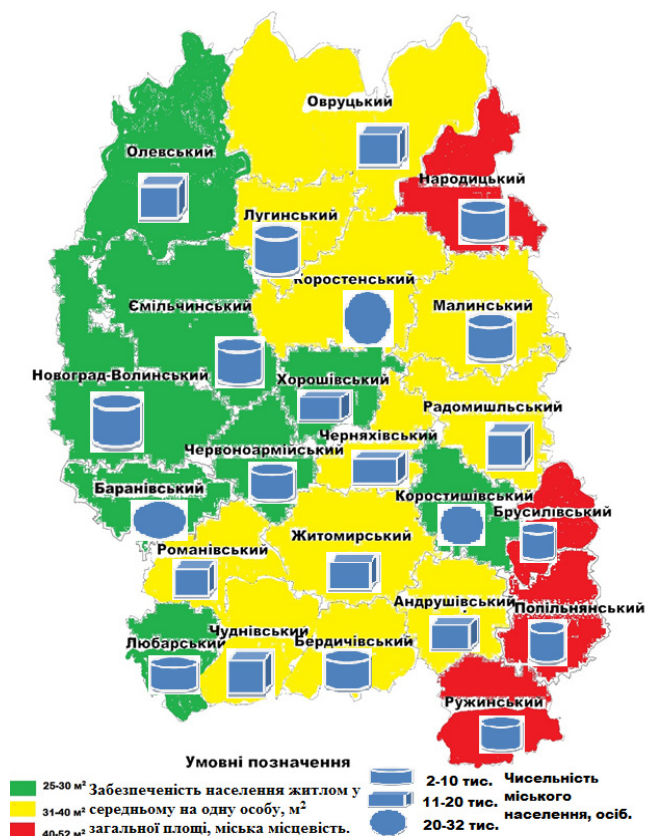 Овруцький
Олевський
Народицький
Лугинський
Коростенський
Ємільчинський
Малинський
Новоград-Волинський
Хорошівський
Радомишльський
Черняхівський
Червоноармійський
Баранівський
Коростишівський
Брусилівський
Житомирський
Романівський
Андрушівський
Попільнянський
Чуднівський
Любарський
Бердичівський
Ружинський
Умовні позначення
25-30 м² Забезпеченість населення житлом у
31-40 м² середньому на одну особу, м²
40-52 м² загальної площі, міська місцевість.
2-10 тис.
11-20 тис.
20-32 тис.
Чисельність
міського
населення, осіб.